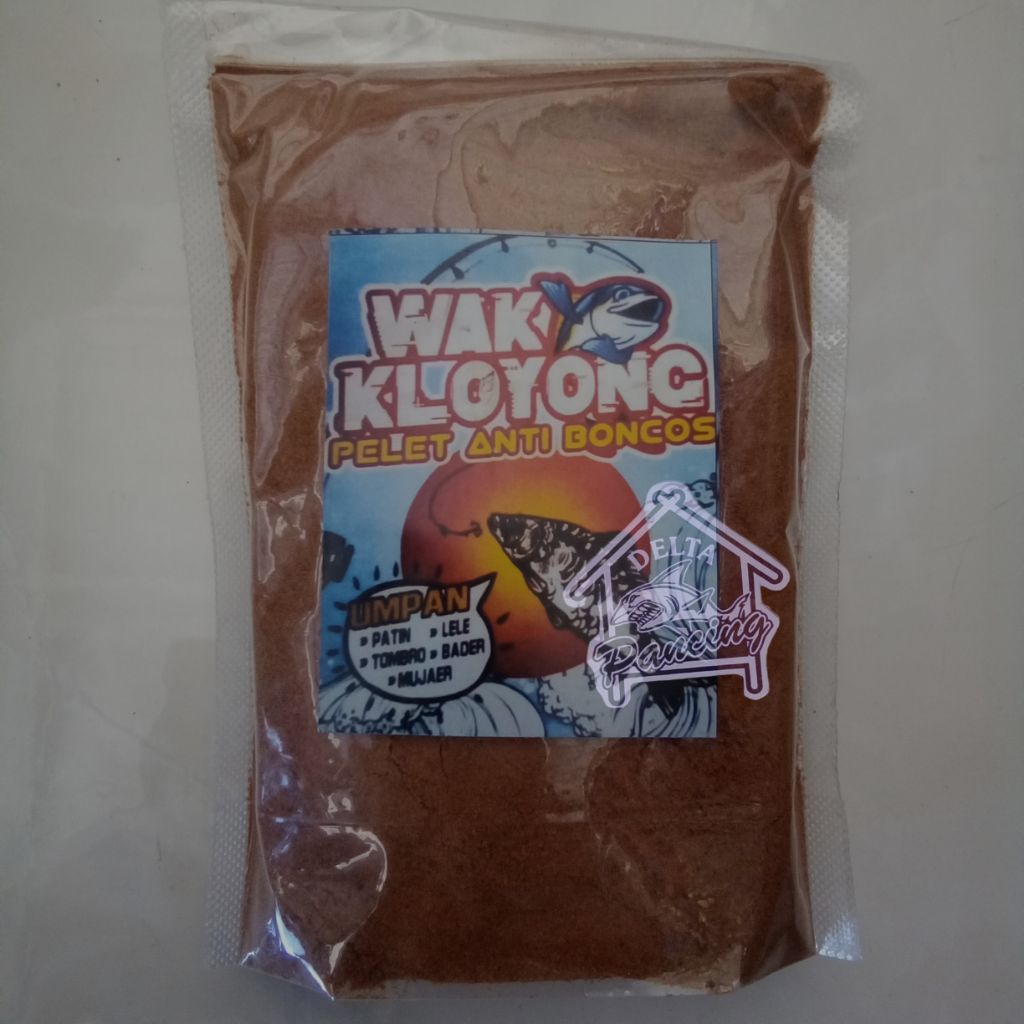 WAK
KLOYONG
PELET ANTI BONCOS
UMPAN
» PATIN » LELE
» TOMBRO » BADER
» MUJAER
DELTA
Pancing